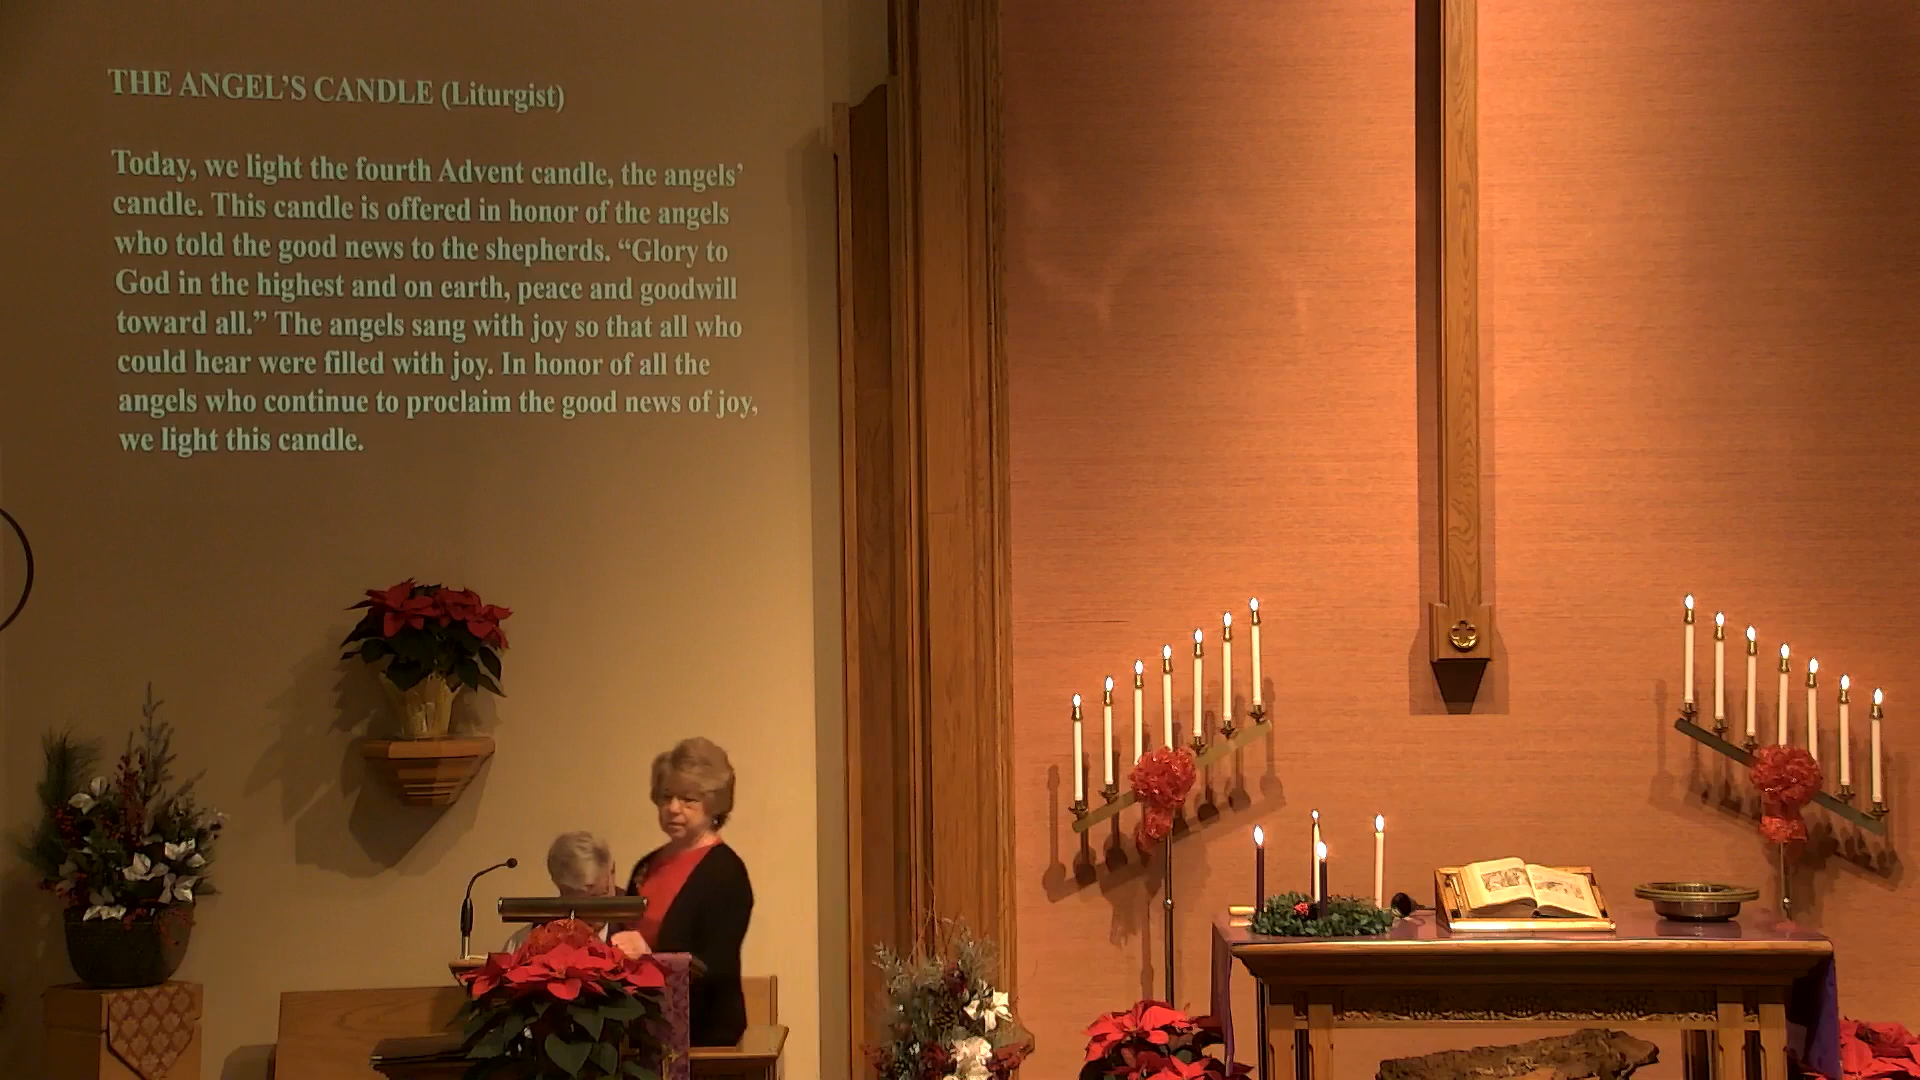 THE ANGEL'S CANDLE (Liturgist)
Today, we light the fourth Advent candle, the angels'
candle. This candle is offered in honor of the angels
who told the good news to the shepherds. “Glory to
God in the highest and on earth, peace and goodwill
toward all.” The angels sang with joy so that all who
could hear were filled with joy. In honor of all the
angels who continue to proclaim the good news of joy,
we light this candle.